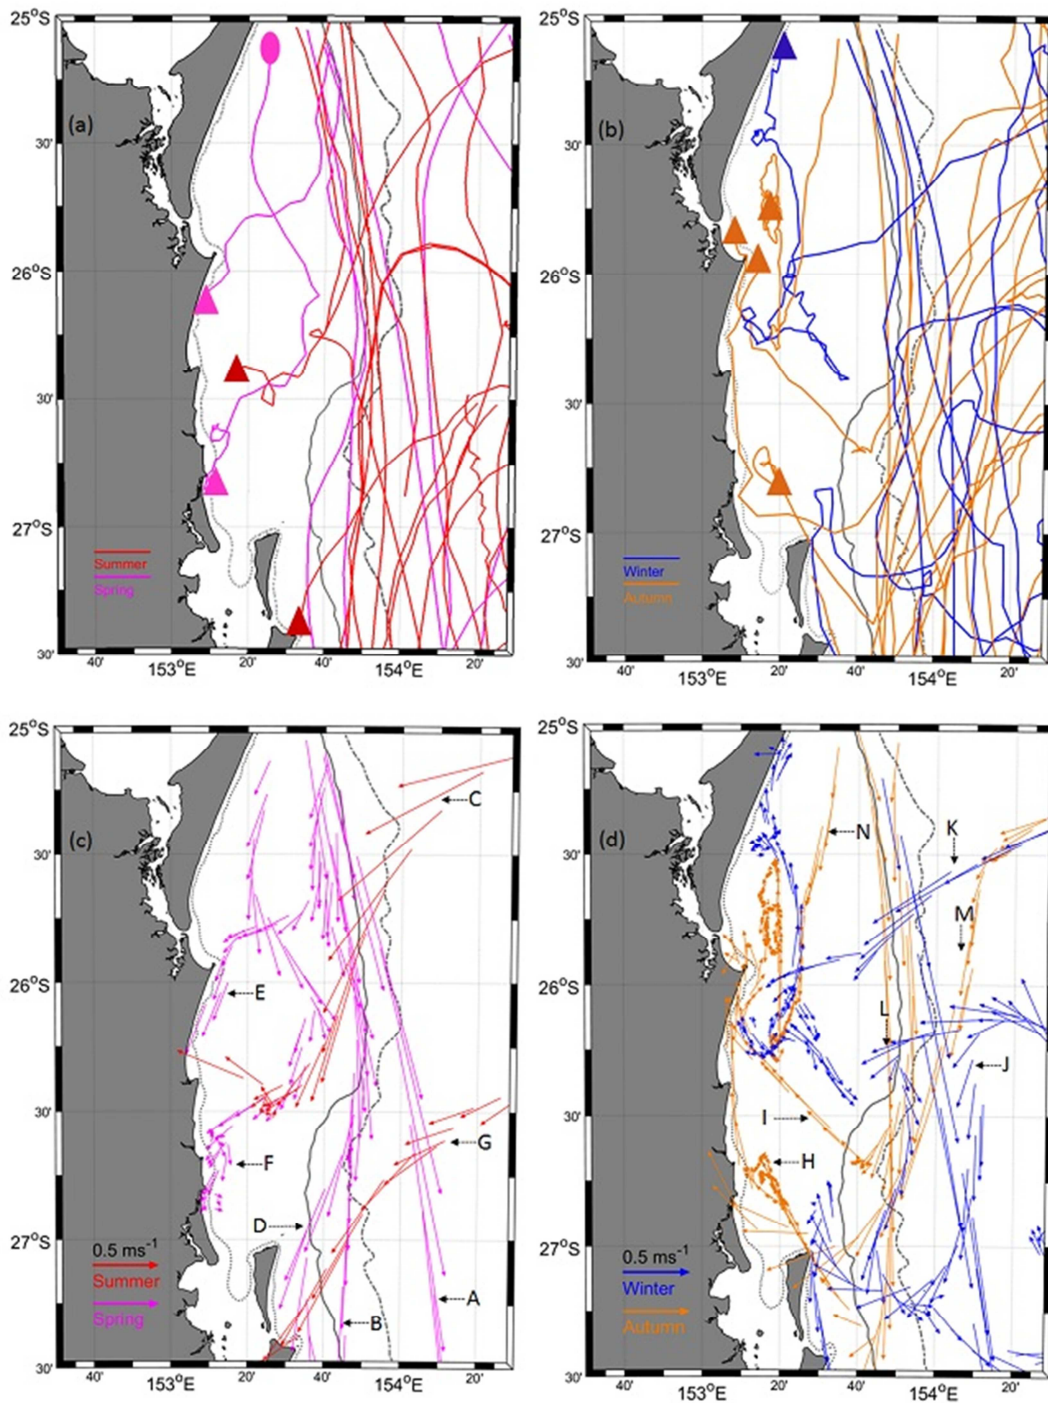 25°S
(a)
30'
26°S
30'
27°S
Summer
Spring
30'
40'
153°E
20'
40'
154°E
20'
25°S
(b)
30'
26°S
30'
27°S
Winter
Autumn
30'
40'
153°E
20'
40'
154°E
20'
25°S
C
(c)
30'
E
26°S
30'
G
F
D
27°S
0.5 ms⁻¹
Summer
Spring
A
B
30'
40'
153°E
20'
40'
154°E
20'
25°S
N
K
(d)
30'
M
26°S
L
J
30'
I
H
27°S
0.5 ms⁻¹
Winter
Autumn
30'
40'
153°E
20'
40'
154°E
20'